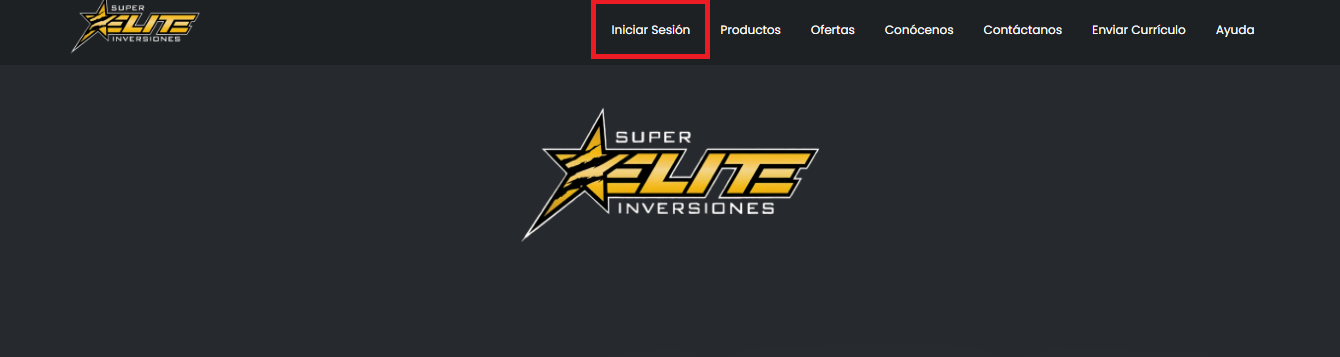 SUPER
ELITE
INVERSIONES
Iniciar Sesión Productos Ofertas Conócenos Contáctanos Enviar Currículo Ayuda
SUPER
ELITE
INVERSIONES